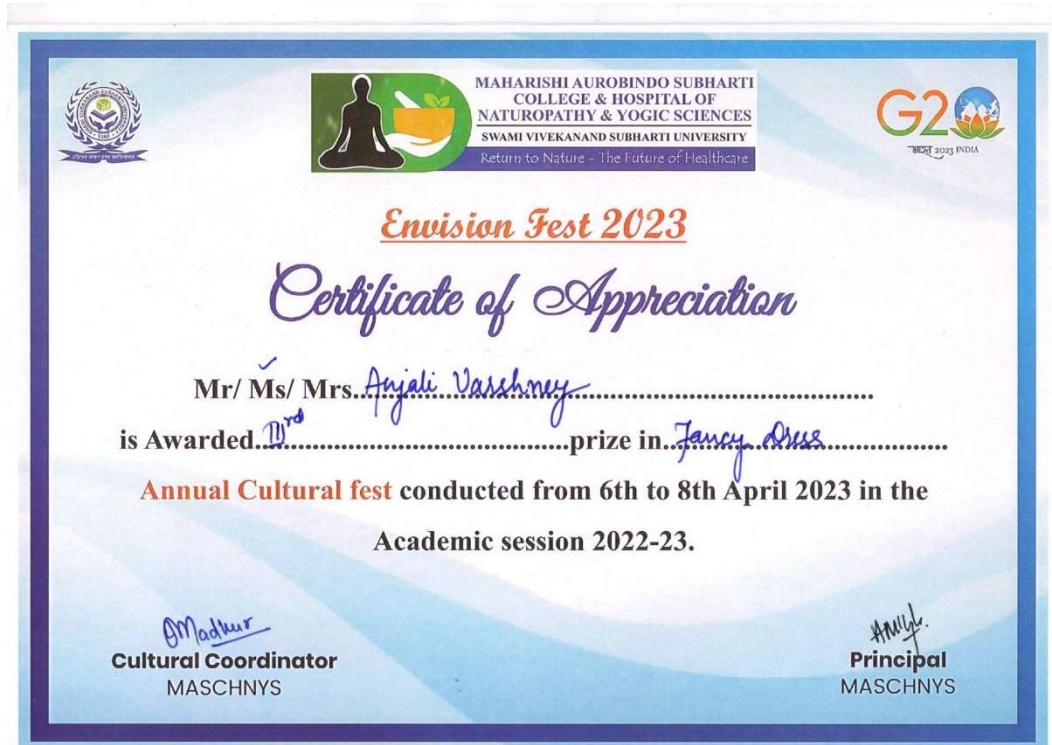 MAHARISHI AUROBINDO SUBHARTI
COLLEGE & HOSPITAL OF
NATUROPATHY & YOGIC SCIENCES
SWAMI VIVEKANAND SUBHARTI UNIVERSITY
Return to Nature - The Future of Healthcare
G20
भारत 2023 INDIA
Envision Fest 2023
Certificate of Appreciation
Mr/ Ms/ Mrs..Anjali Varshney..........
is Awarded..IIIrd..........prize in..Fancy Dress..........
Annual Cultural fest conducted from 6th to 8th April 2023 in the
Academic session 2022-23.
Madhur
Cultural Coordinator
MASCHNYS
Principal
MASCHNYS